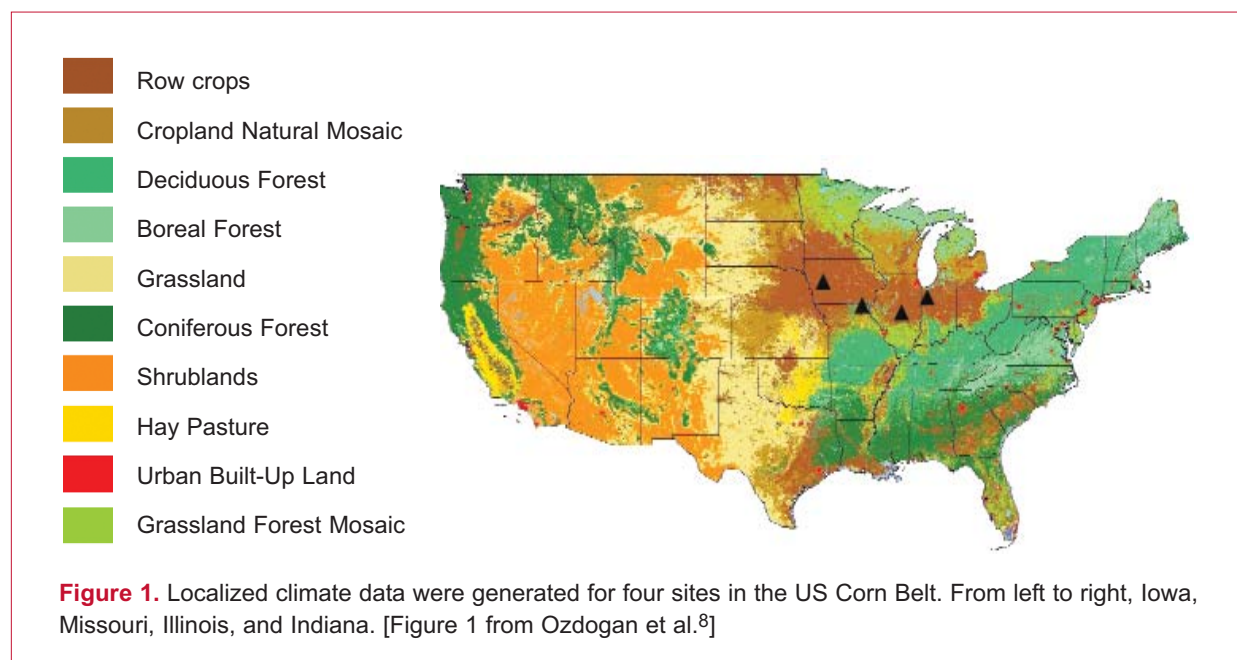 Row crops
Cropland Natural Mosaic
Deciduous Forest
Boreal Forest
Grassland
Coniferous Forest
Shrublands
Hay Pasture
Urban Built-Up Land
Grassland Forest Mosaic
Figure 1. Localized climate data were generated for four sites in the US Corn Belt. From left to right, Iowa,
Missouri, Illinois, and Indiana. [Figure 1 from Ozdogan et al.8]